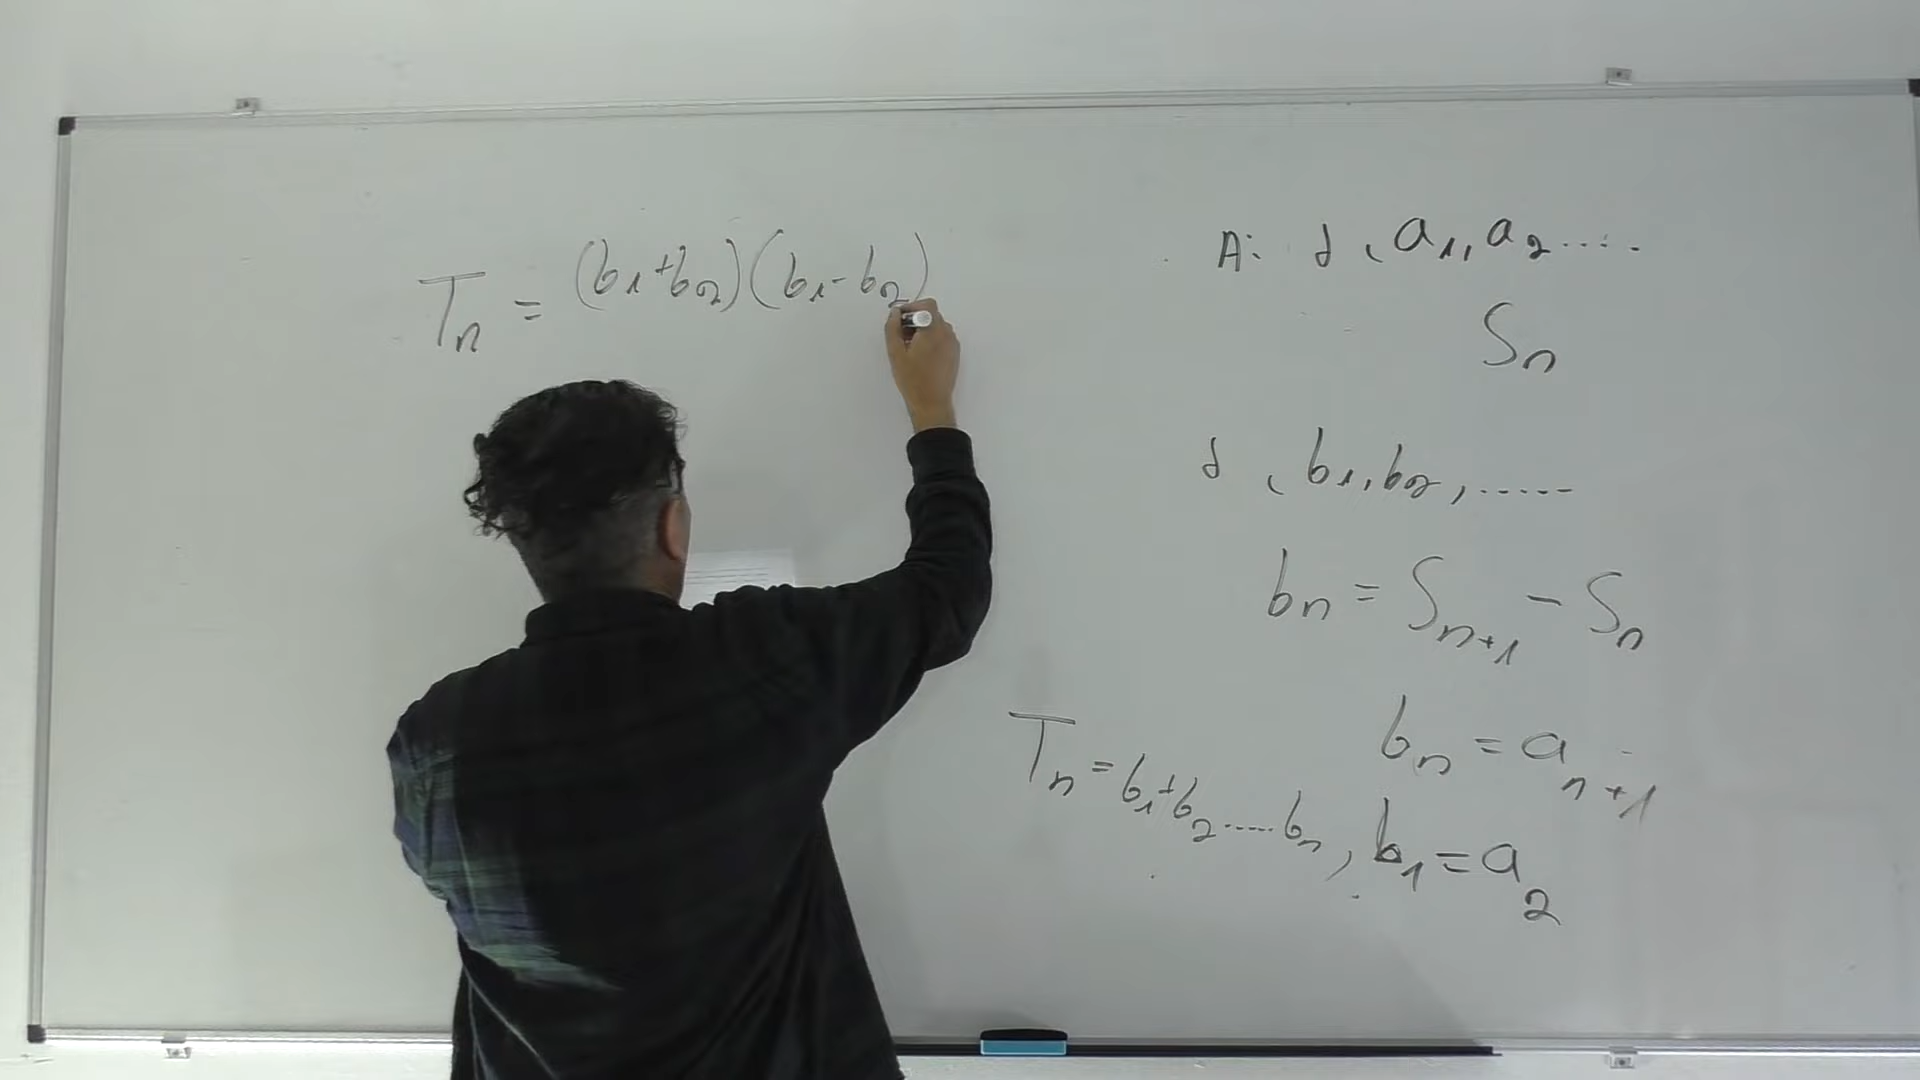 Tₙ = (b₁+b₂)(b₁-b₂)
A: d, a₁, a₂ ....
Sₙ
d, b₁, b₂, .....
bₙ = Sₙ₊₁ - Sₙ
bₙ = aₙ₊₁
Tₙ = b₁+b₂.....bₙ, b₁ = a₂